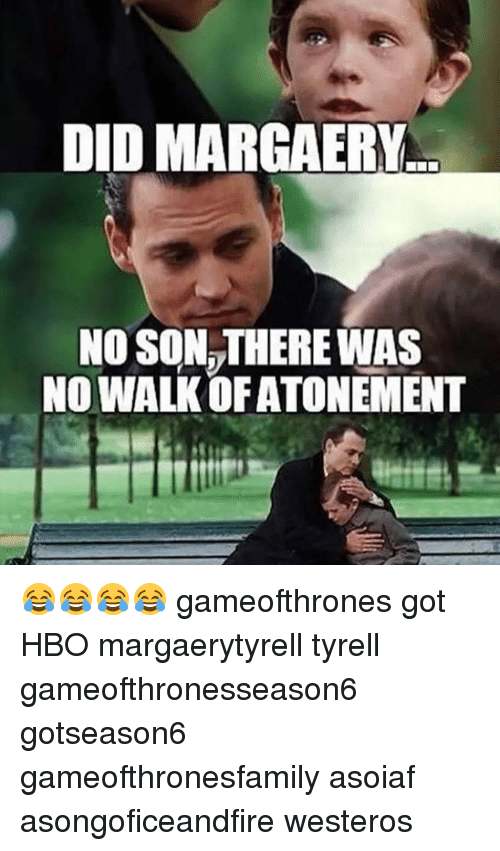 DID MARGAERY...
NO SON, THERE WAS
NO WALK OF ATONEMENT
😂😂😂😂 gameofthrones got
HBO margaerytyrell tyrell
gameofthronesseason6
gotseason6
gameofthronesfamily asoiaf
asongoficeandfire westeros